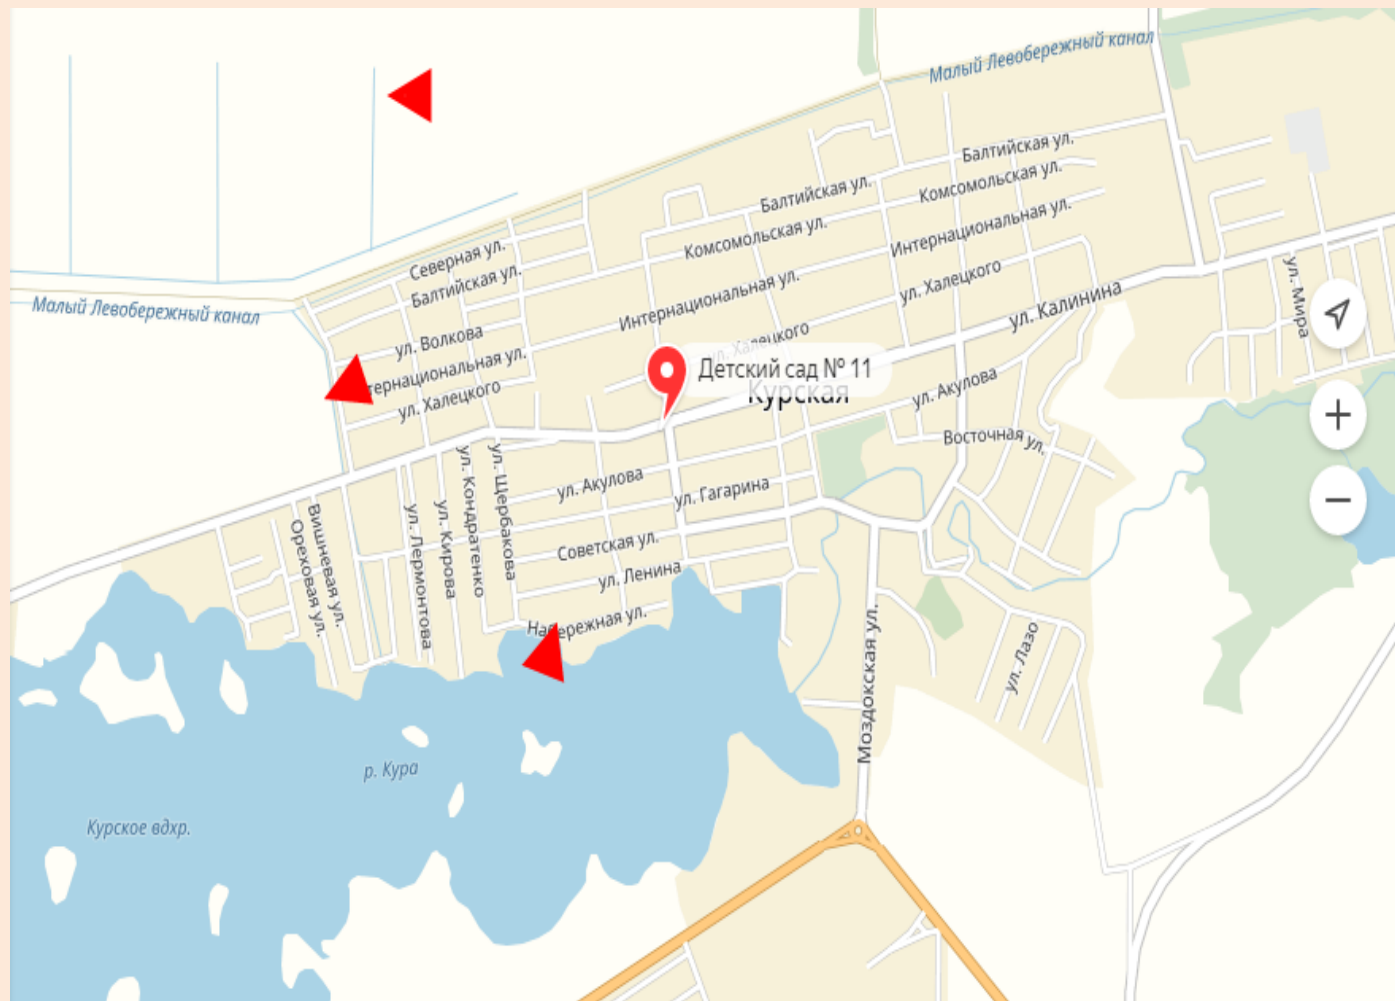 Малый Левобережный канал
Балтийская ул.
Комсомольская ул.
Балтийская ул.
Интернациональная ул.
Комсомольская ул.
Северная ул.
Балтийская ул.
ул. Халецкого
ул. Мира
Малый Левобережный канал
Интернациональная ул.
ул. Калинина
ул. Волкова
ул. Халецкого
тернациональная ул.
Детский сад № 11
Курская
ул. Халецкого
ул. Акулова
Восточная ул.
ул. Акулова
ул. Гагарина
Вишневая ул.
Ореховая ул.
ул. Лермонтова
ул. Кирова
ул. Кондратенко
ул. Щербакова
Советская ул.
ул. Ленина
Набережная ул.
ул. Лазо
Моздокская ул.
р. Кура
Курское вдхр.